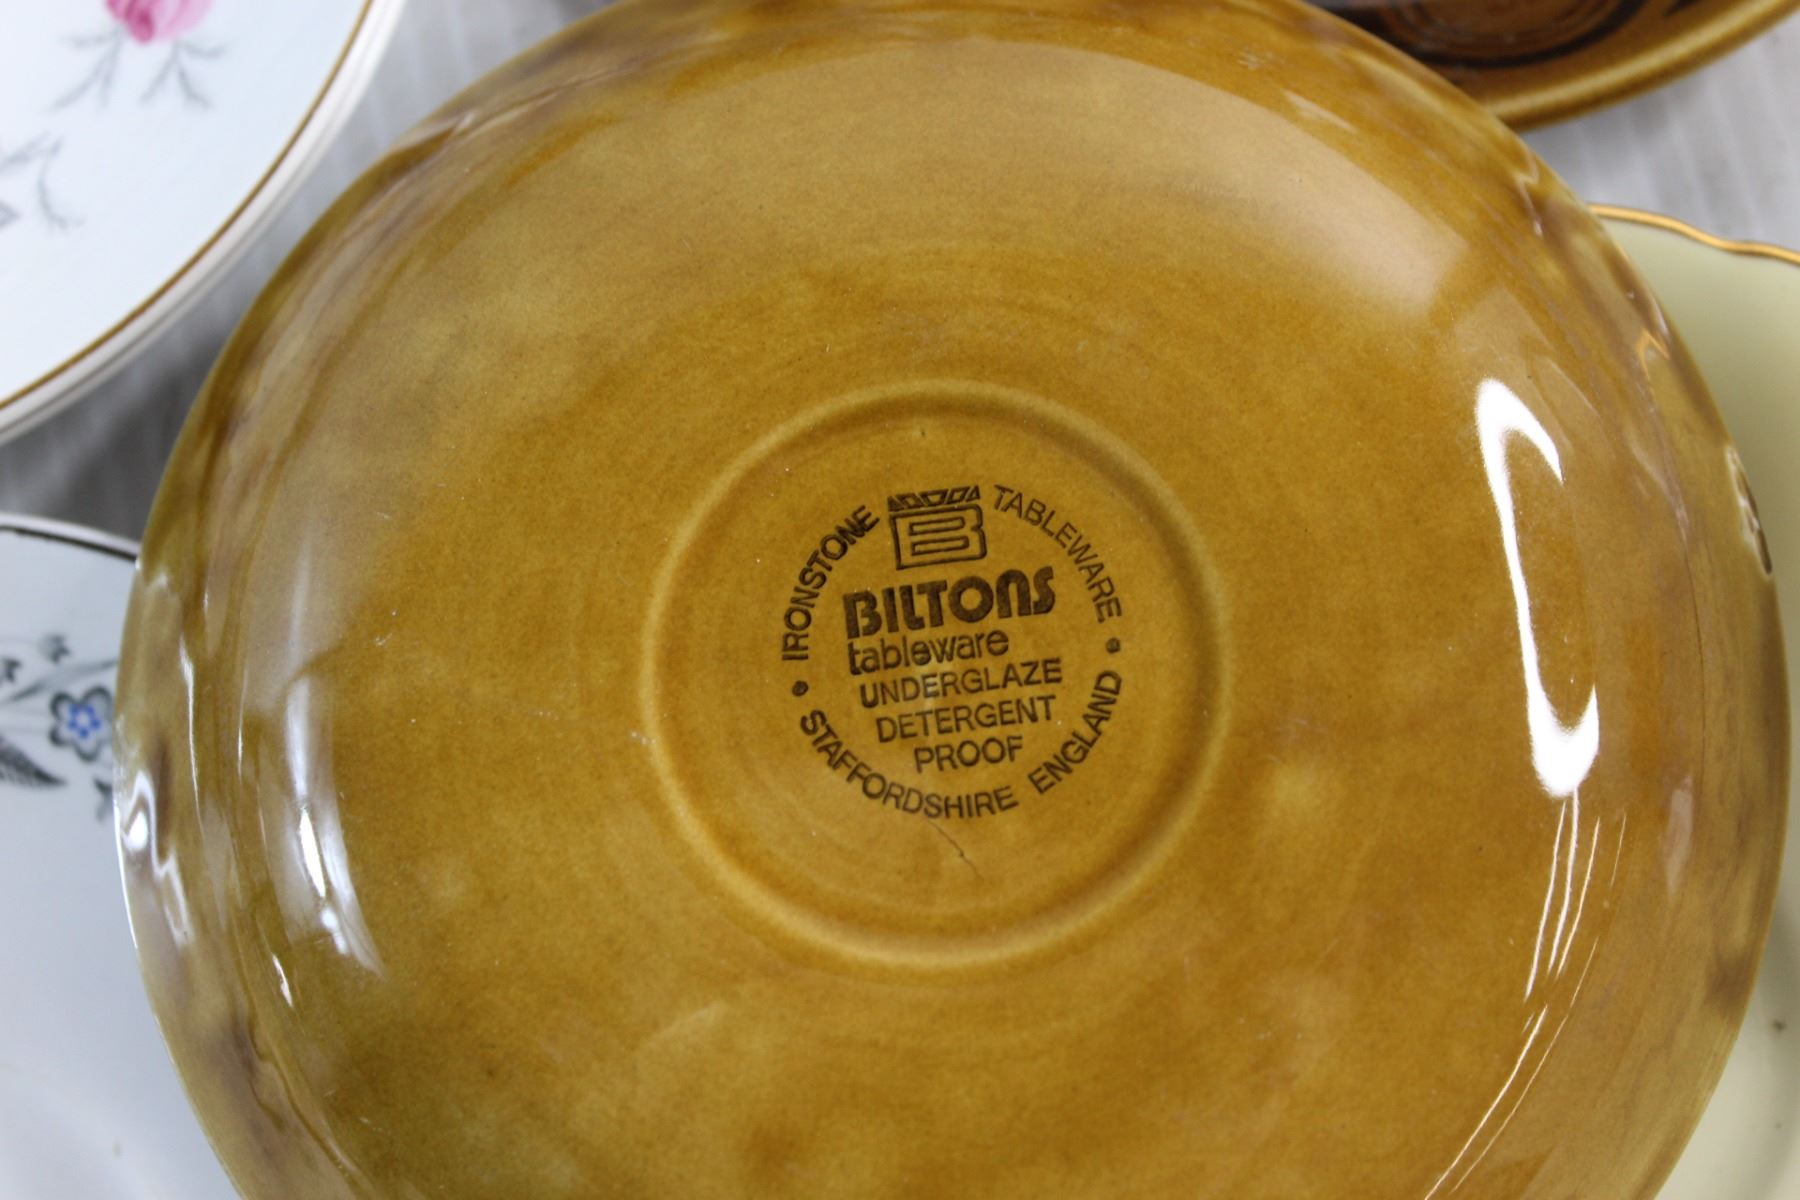 IRONSTONE TABLEWARE
B
BILTONS
tableware
UNDERGLAZE
DETERGENT
PROOF
STAFFORDSHIRE ENGLAND